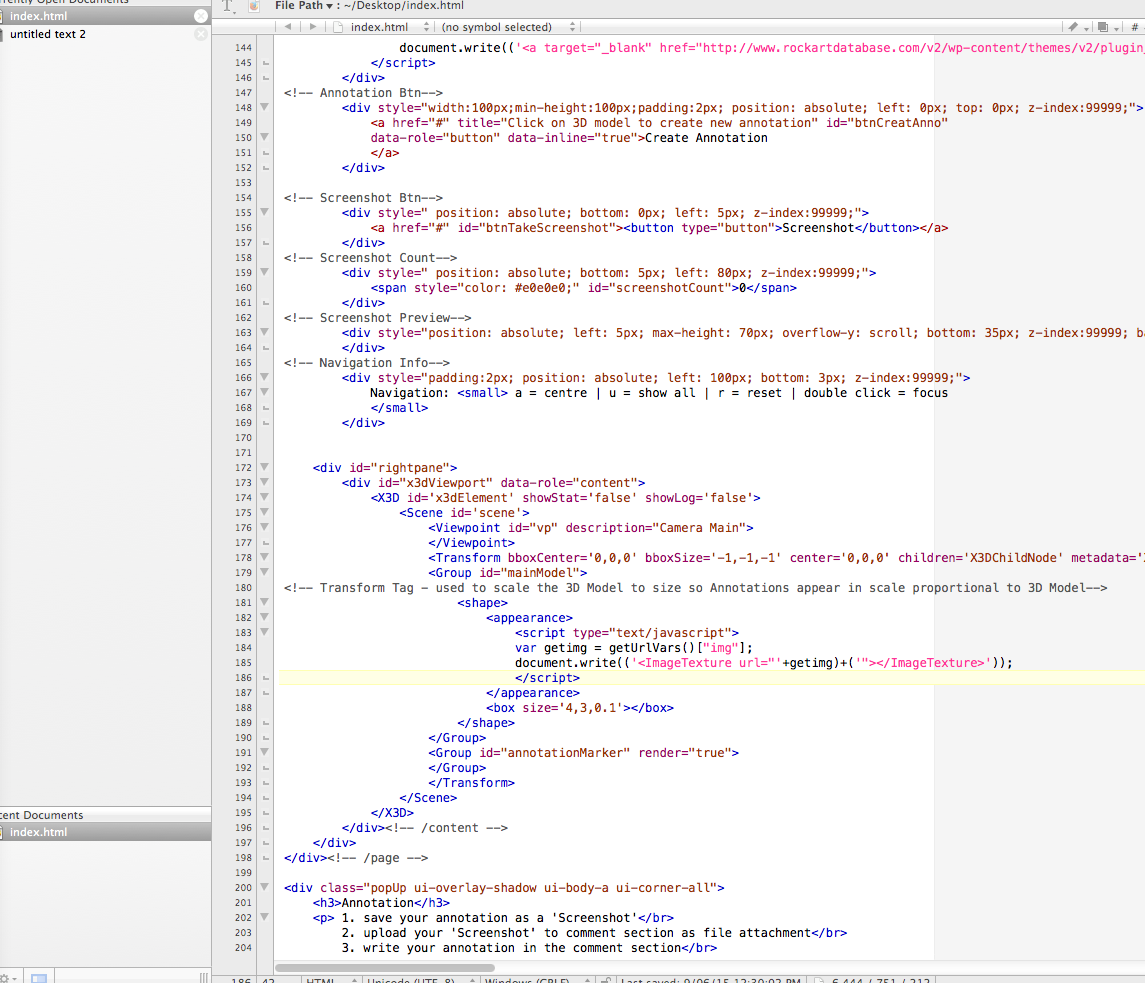 rrently Open Documents
File Path ▾ : ~/Desktop/index.html
index.html
untitled text 2
index.html
(no symbol selected)
#
144 document.write(('<a target="_blank" href="http://www.rockartdatabase.com/v2/wp-content/themes/v2/plugin_
145 </script>
146 </div>
147 <!-- Annotation Btn-->
148 <div style="width:100px;min-height:100px;padding:2px; position: absolute; left: 0px; top: 0px; z-index:99999;">
149 <a href="#" title="Click on 3D model to create new annotation" id="btnCreatAnno"
150 data-role="button" data-inline="true">Create Annotation
151 </a>
152 </div>
153
154 <!-- Screenshot Btn-->
155 <div style=" position: absolute; bottom: 0px; left: 5px; z-index:99999;">
156 <a href="#" id="btnTakeScreenshot"><button type="button">Screenshot</button></a>
157 </div>
158 <!-- Screenshot Count-->
159 <div style=" position: absolute; bottom: 5px; left: 80px; z-index:99999;">
160 <span style="color: #e0e0e0;" id="screenshotCount">0</span>
161 </div>
162 <!-- Screenshot Preview-->
163 <div style="position: absolute; left: 5px; max-height: 70px; overflow-y: scroll; bottom: 35px; z-index:99999; ba
164 </div>
165 <!-- Navigation Info-->
166 <div style="padding:2px; position: absolute; left: 100px; bottom: 3px; z-index:99999;">
167 Navigation: <small> a = centre | u = show all | r = reset | double click = focus
168 </small>
169 </div>
170
171
172 <div id="rightpane">
173 <div id="x3dViewport" data-role="content">
174 <X3D id='x3dElement' showStat='false' showLog='false'>
175 <Scene id='scene'>
176 <Viewpoint id="vp" description="Camera Main">
177 </Viewpoint>
178 <Transform bboxCenter='0,0,0' bboxSize='-1,-1,-1' center='0,0,0' children='X3DChildNode' metadata='
179 <Group id="mainModel">
180 <!-- Transform Tag - used to scale the 3D Model to size so Annotations appear in scale proportional to 3D Model-->
181 <shape>
182 <appearance>
183 <script type="text/javascript">
184 var getimg = getUrlVars()["img"];
185 document.write(('<ImageTexture url="'+getimg)+('"></ImageTexture>'));
186 </script>
187 </appearance>
188 <box size='4,3,0.1'></box>
189 </shape>
190 </Group>
191 <Group id="annotationMarker" render="true">
192 </Group>
193 </Transform>
194 </Scene>
195 </X3D>
196 </div><!-- /content -->
197 </div>
198 </div><!-- /page -->
199
200 <div class="popUp ui-overlay-shadow ui-body-a ui-corner-all">
201 <h3>Annotation</h3>
202 <p> 1. save your annotation as a 'Screenshot'</br>
203 2. upload your 'Screenshot' to comment section as file attachment</br>
204 3. write your annotation in the comment section</br>
cent Documents
index.html
186 42 HTML Unicode (UTF-8) Windows (CRLF) Last saved: 9/06/15 12:30:02 PM 6,444 / 751 / 212